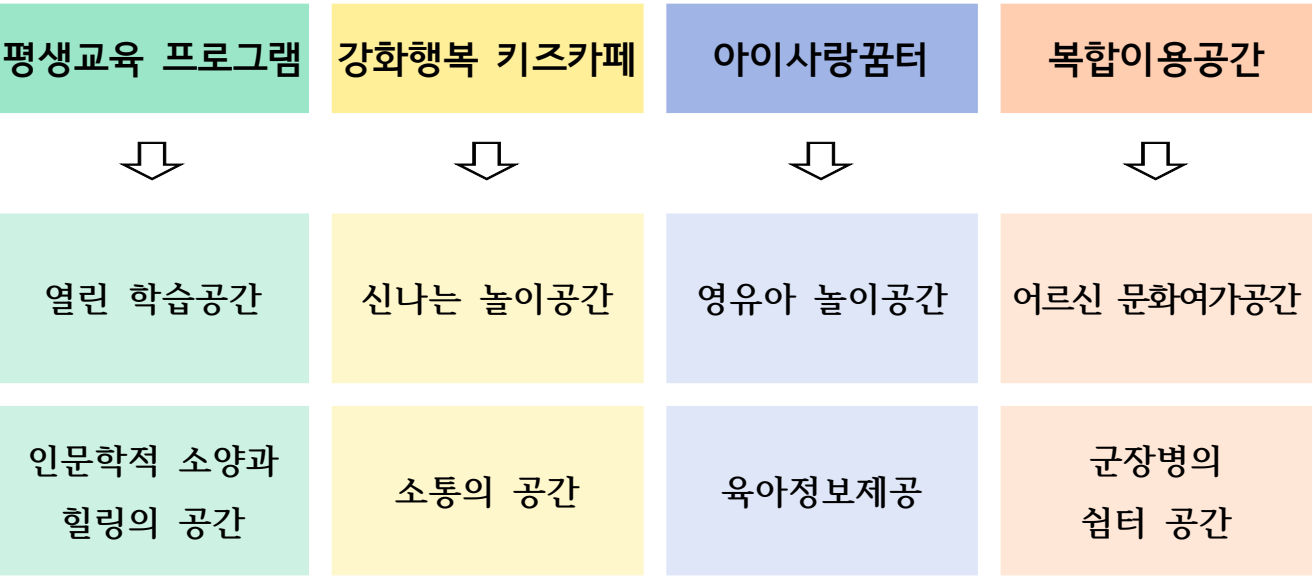 평생교육 프로그램
강화행복 키즈카페
아이사랑꿈터
복합이용공간
열린 학습공간
신나는 놀이공간
영유아 놀이공간
어르신 문화여가공간
인문학적 소양과
힐링의 공간
소통의 공간
육아정보제공
군장병의
쉼터 공간